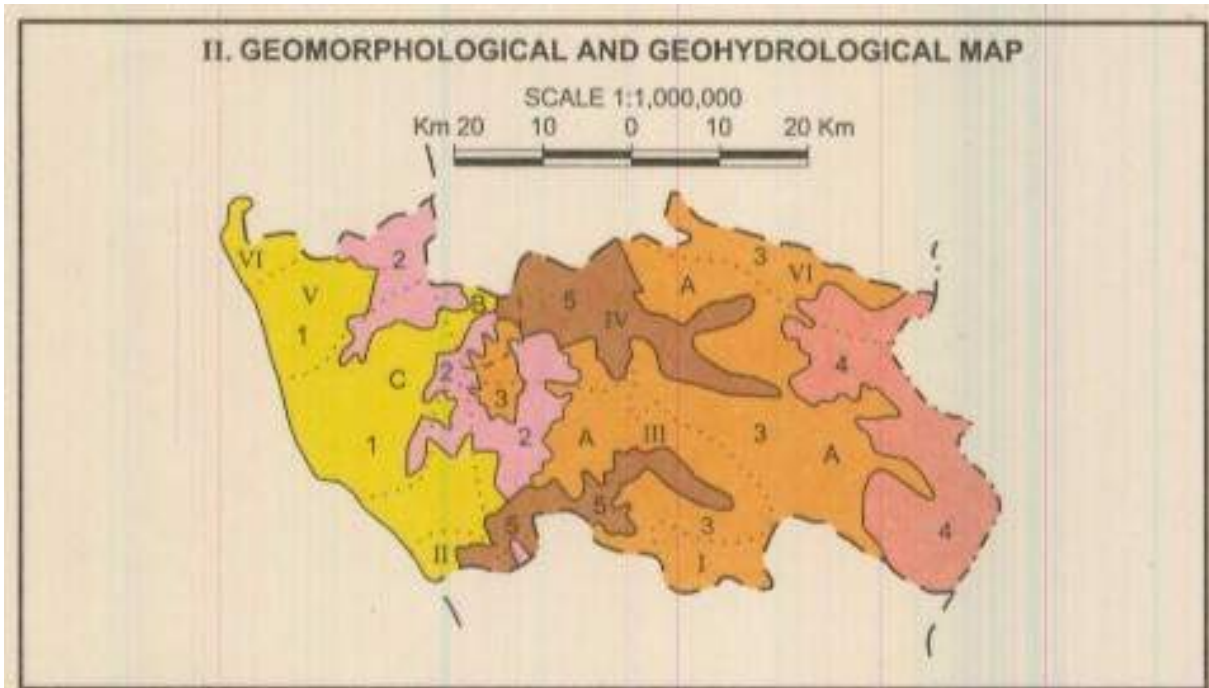 II. GEOMORPHOLOGICAL AND GEOHYDROLOGICAL MAP
SCALE 1:1,000,000
Km 20 10 0 10 20 Km
2 3
VI A VI
V B 5
1 IV
4
C 2
3
1 2 A III 3 A
5
5 3 4
II I